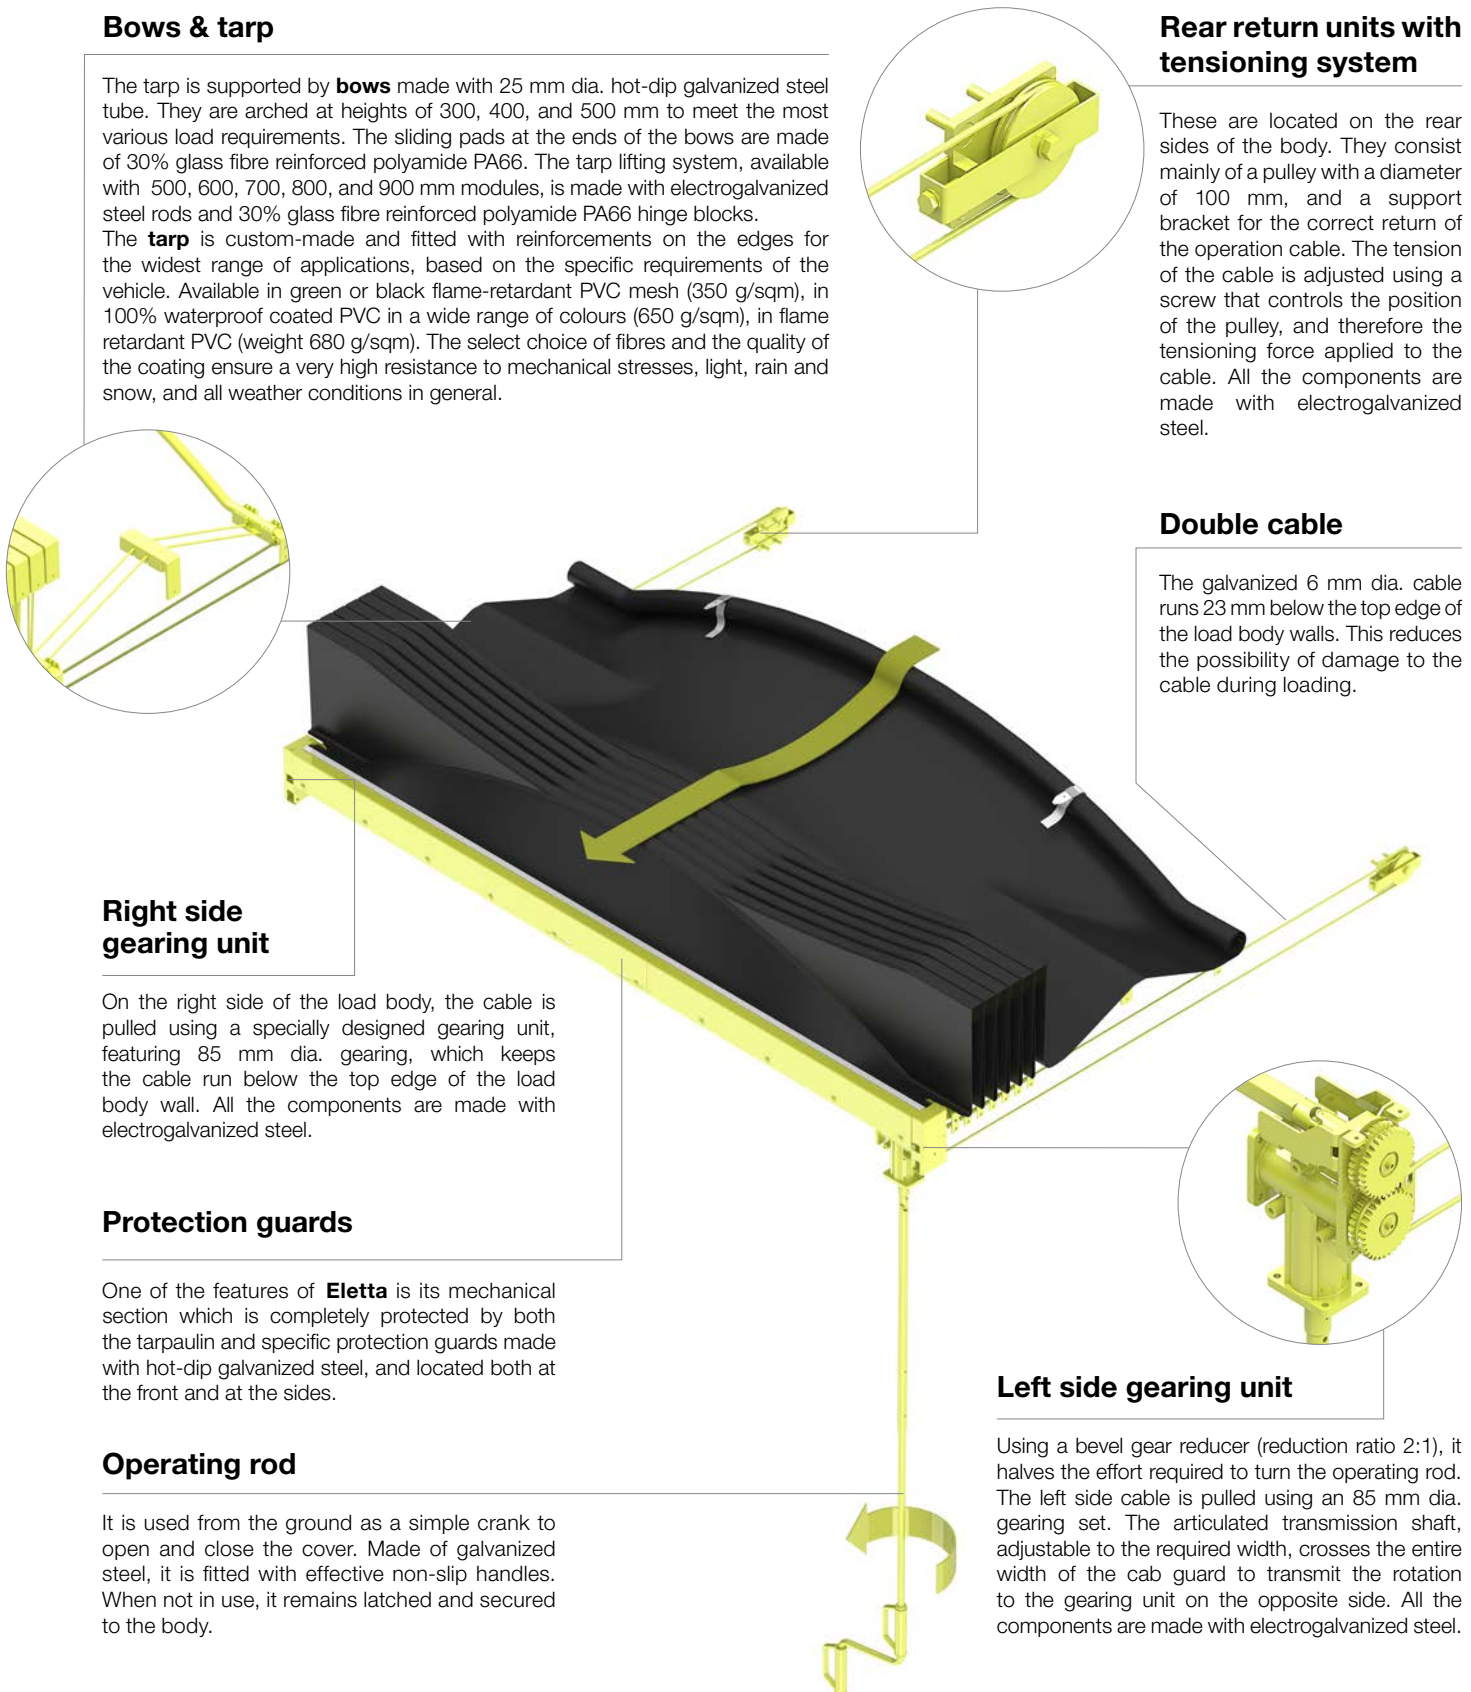 Bows & tarp
The tarp is supported by bows made with 25 mm dia. hot-dip galvanized steel
tube. They are arched at heights of 300, 400, and 500 mm to meet the most
various load requirements. The sliding pads at the ends of the bows are made
of 30% glass fibre reinforced polyamide PA66. The tarp lifting system, available
with 500, 600, 700, 800, and 900 mm modules, is made with electrogalvanized
steel rods and 30% glass fibre reinforced polyamide PA66 hinge blocks.
The tarp is custom-made and fitted with reinforcements on the edges for
the widest range of applications, based on the specific requirements of the
vehicle. Available in green or black flame-retardant PVC mesh (350 g/sqm), in
100% waterproof coated PVC in a wide range of colours (650 g/sqm), in flame
retardant PVC (weight 680 g/sqm). The select choice of fibres and the quality of
the coating ensure a very high resistance to mechanical stresses, light, rain and
snow, and all weather conditions in general.
Rear return units with
tensioning system
These are located on the rear
sides of the body. They consist
mainly of a pulley with a diameter
of 100 mm, and a support
bracket for the correct return of
the operation cable. The tension
of the cable is adjusted using a
screw that controls the position
of the pulley, and therefore the
tensioning force applied to the
cable. All the components are
made with electrogalvanized
steel.
Double cable
The galvanized 6 mm dia. cable
runs 23 mm below the top edge of
the load body walls. This reduces
the possibility of damage to the
cable during loading.
Right side
gearing unit
On the right side of the load body, the cable is
pulled using a specially designed gearing unit,
featuring 85 mm dia. gearing, which keeps
the cable run below the top edge of the load
body wall. All the components are made with
electrogalvanized steel.
Protection guards
One of the features of Eletta is its mechanical
section which is completely protected by both
the tarpaulin and specific protection guards made
with hot-dip galvanized steel, and located both at
the front and at the sides.
Operating rod
It is used from the ground as a simple crank to
open and close the cover. Made of galvanized
steel, it is fitted with effective non-slip handles.
When not in use, it remains latched and secured
to the body.
Left side gearing unit
Using a bevel gear reducer (reduction ratio 2:1), it
halves the effort required to turn the operating rod.
The left side cable is pulled using an 85 mm dia.
gearing set. The articulated transmission shaft,
adjustable to the required width, crosses the entire
width of the cab guard to transmit the rotation
to the gearing unit on the opposite side. All the
components are made with electrogalvanized steel.